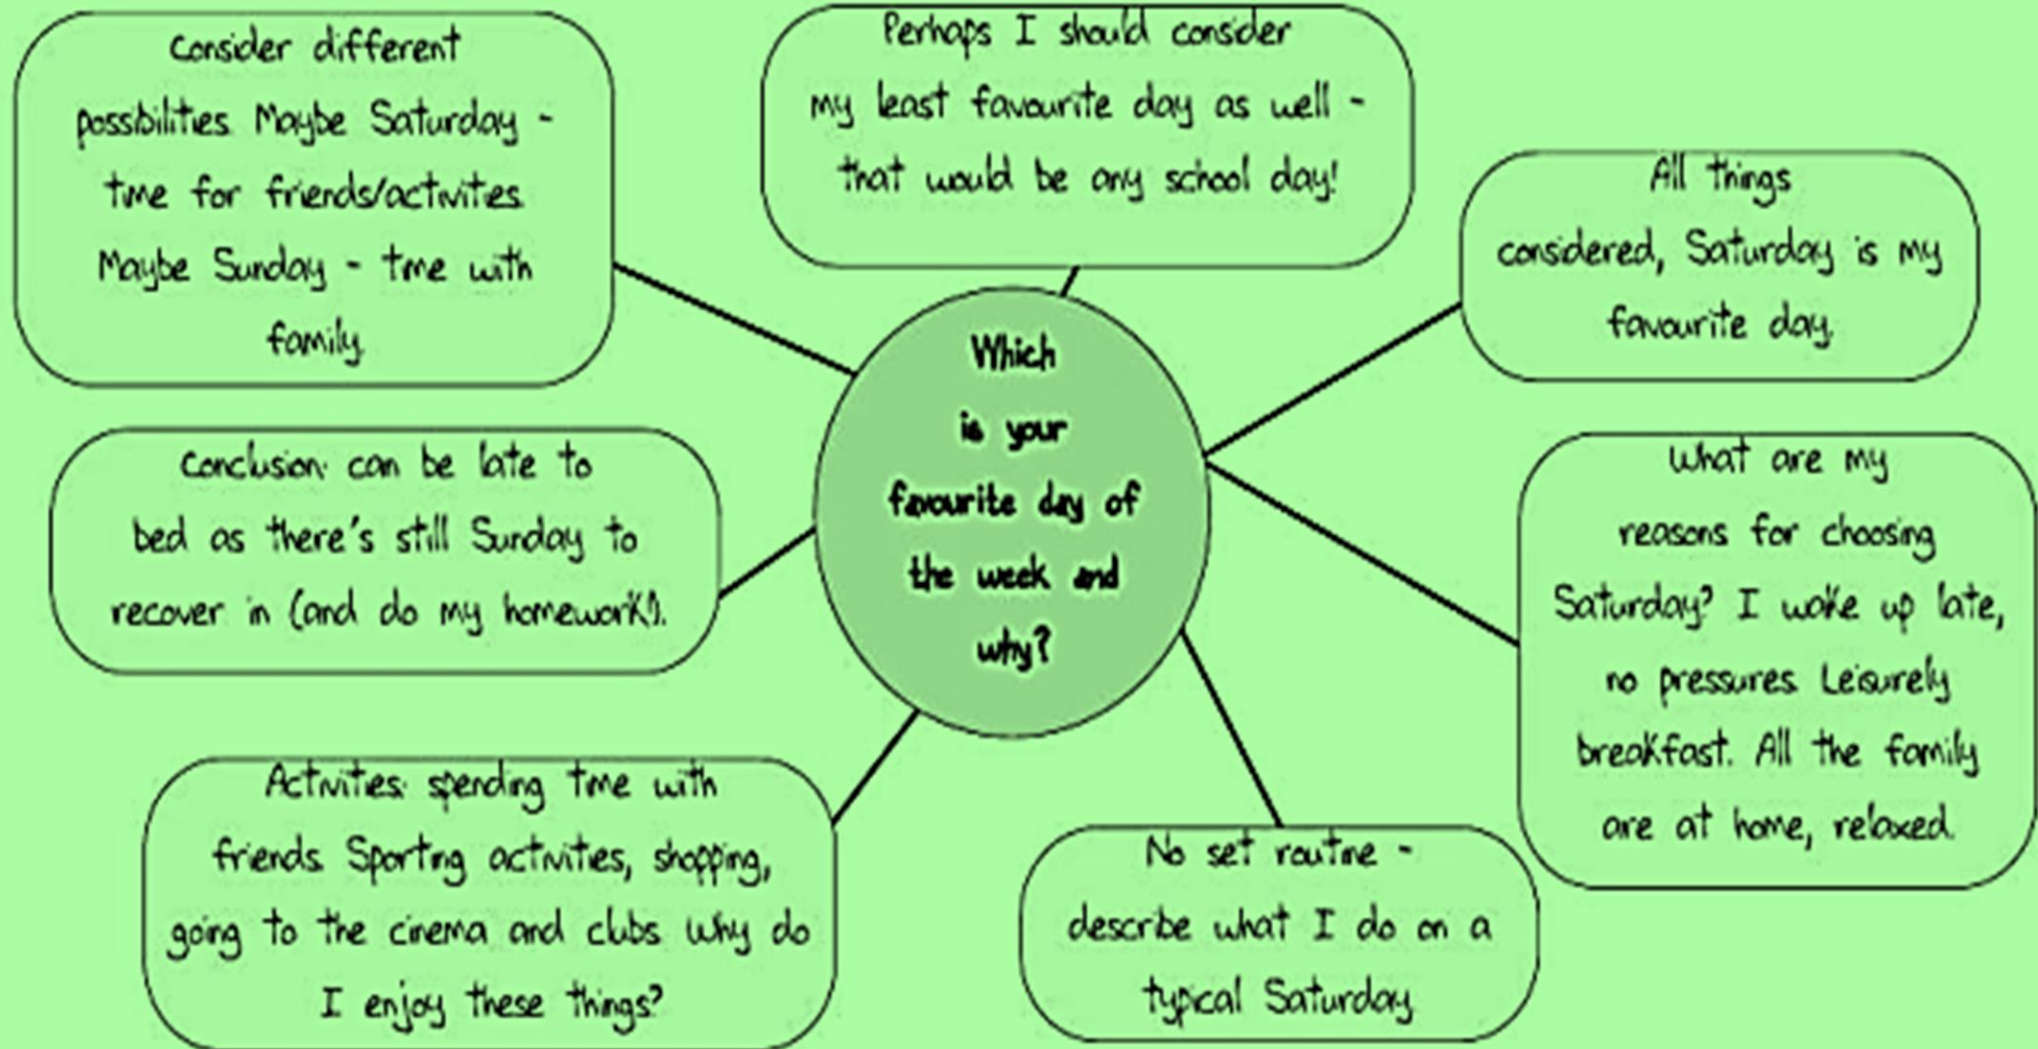 Consider different
possibilities. Maybe Saturday -
time for friends/activities.
Maybe Sunday - time with
family.
Perhaps I should consider
my least favourite day as well -
that would be any school day!
All things
considered, Saturday is my
favourite day.
What are my
reasons for choosing
Saturday? I wake up late,
no pressures. Leisurely
breakfast. All the family
are at home, relaxed.
No set routine -
describe what I do on a
typical Saturday.
Activities: spending time with
friends. Sporting activities, shopping,
going to the cinema and clubs. Why do
I enjoy these things?
Conclusion: can be late to
bed as there's still Sunday to
recover in (and do my homework!).
Which
is your
favourite day of
the week and
why?